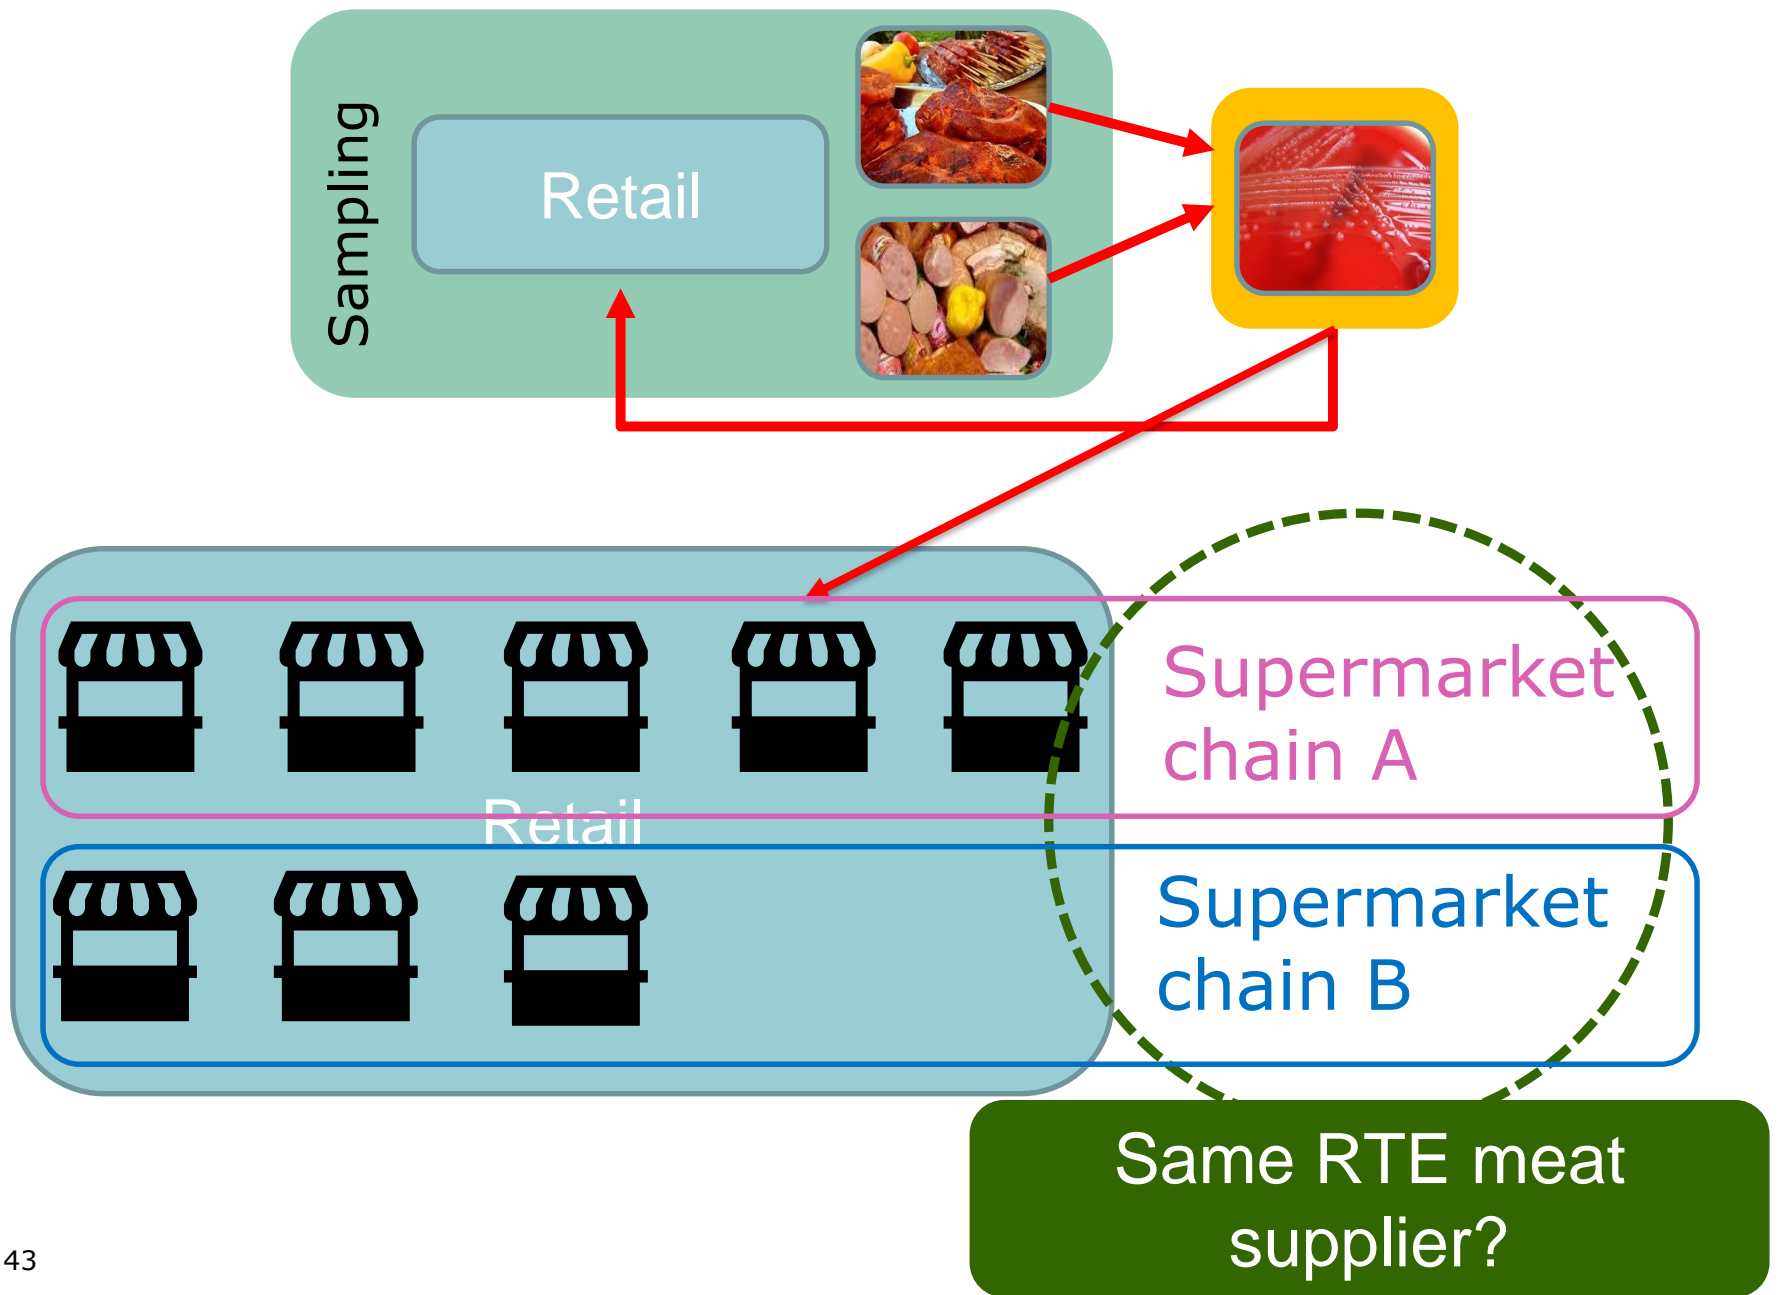 Sampling
Retail
Supermarket
chain A
Retail
Supermarket
chain B
Same RTE meat
supplier?
43